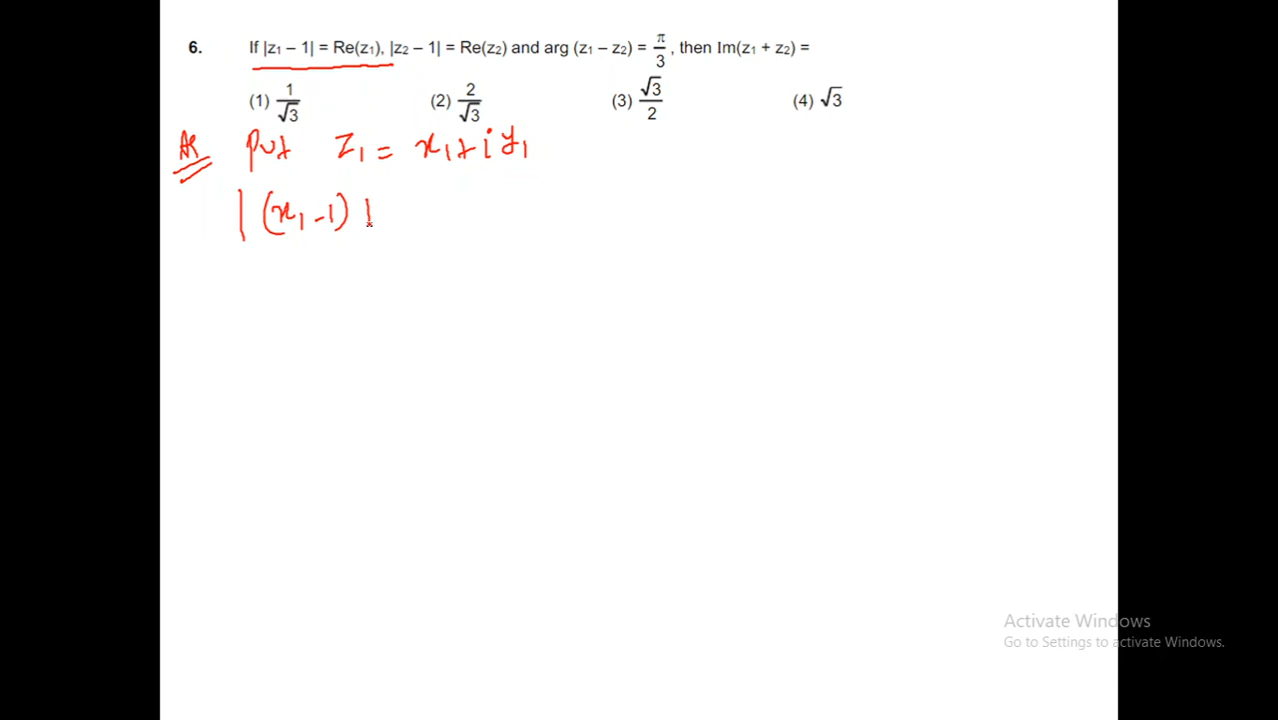 6. If |z₁ – 1| = Re(z₁), |z₂ – 1| = Re(z₂) and arg (z₁ – z₂) = π/3, then Im(z₁ + z₂) =
(1) 1/√3 (2) 2/√3 (3) √3/2 (4) √3
Put z₁ = x₁ + i y₁
|(x₁ - 1) |
Activate Windows
Go to Settings to activate Windows.